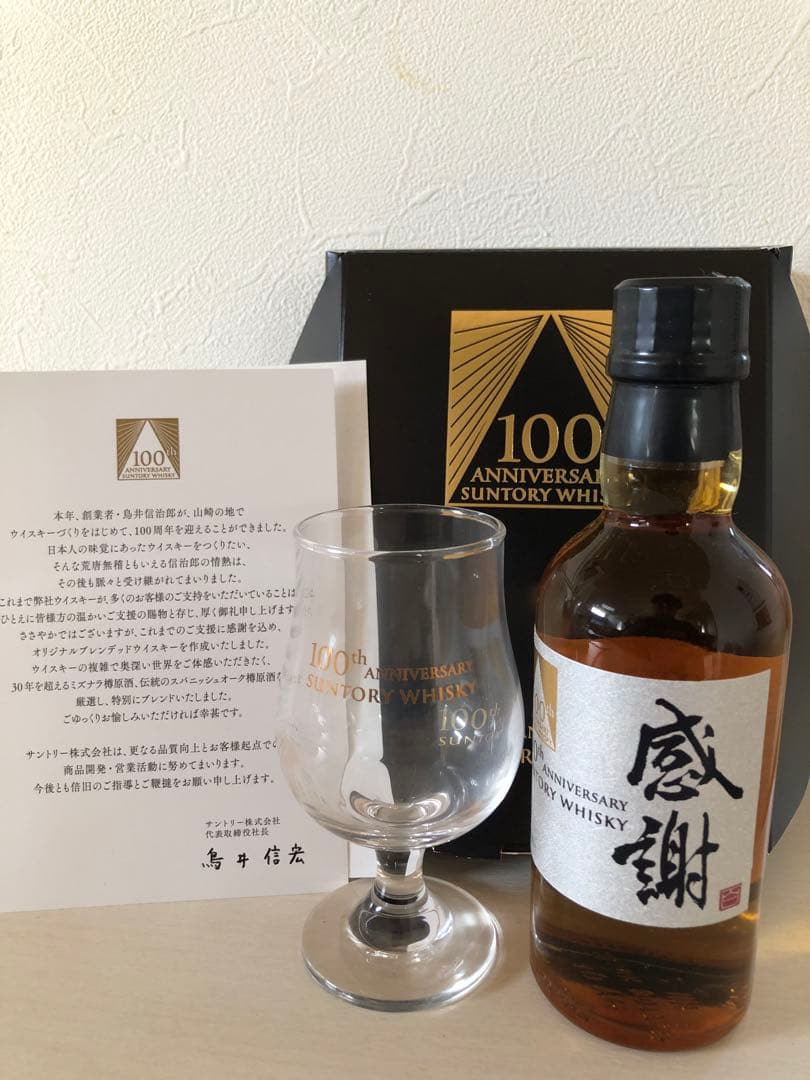 100th
ANNIVERSARY
SUNTORY WHISKY
本年、創業者・鳥井信治郎が、山崎の地で
ウイスキーづくりをはじめて、100周年を迎えることができました。
日本人の味覚にあったウイスキーをつくりたい、
そんな荒唐無稽ともいえる信治郎の情熱は、
その後も脈々と受け継がれてまいりました。
これまで弊社ウイスキーが、多くのお客様のご支持をいただいていることは
ひとえに皆様方の温かいご支援の賜物と存じ、厚く御礼申し上げます
ささやかではございますが、これまでのご支援に感謝を込め、
オリジナルブレンデッドウイスキーを作成いたしました。
ウイスキーの複雑で奥深い世界をご体感いただきたく、
30年を超えるミズナラ樽原酒、伝統のスパニッシュオーク樽原酒
厳選し、特別にブレンドいたしました。
ごゆっくりお愉しみいただければ幸甚です。
サントリー株式会社は、更なる品質向上とお客様起点での
商品開発・営業活動に努めてまいります。
今後とも倍旧のご指導とご鞭撻をお願い申し上げます。
サントリー株式会社
代表取締役社長
鳥井信宏
100th ANNIVERSARY
SUNTORY WHISKY
100th
SUNTO
100
ANNIVERSA
SUNTORY WHIS
100th
0th ANNIVERSARY
TORY WHISKY
感謝